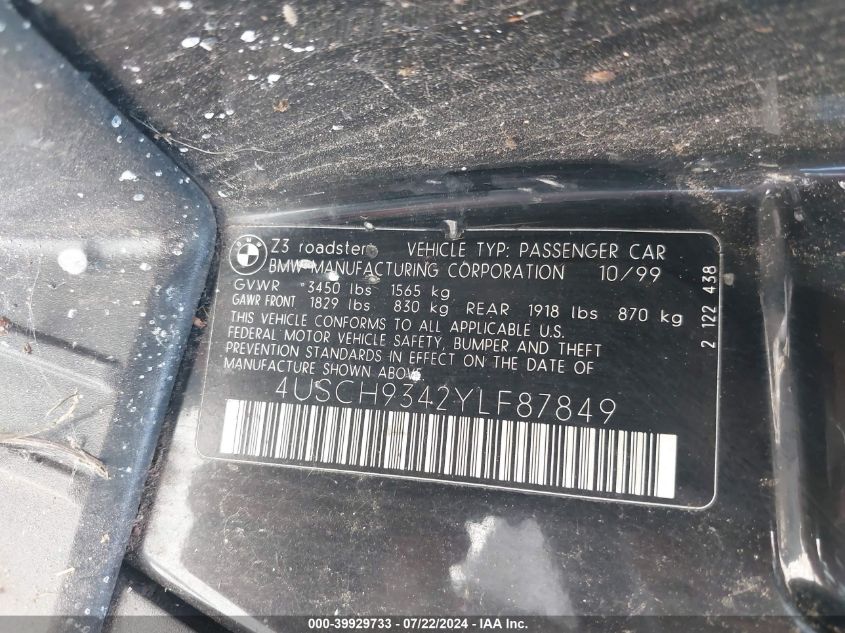 Z3 roadster VEHICLE TYP: PASSENGER CAR
BMW MANUFACTURING CORPORATION 10/99
GVWR 3450 lbs 1565 kg
GAWR FRONT 1829 lbs 830 kg REAR 1918 lbs 870 kg
THIS VEHICLE CONFORMS TO ALL APPLICABLE U.S.
FEDERAL MOTOR VEHICLE SAFETY, BUMPER AND THEFT
PREVENTION STANDARDS IN EFFECT ON THE DATE OF
MANUFACTURE SHOWN ABOVE
4USCH9342YLF87849
2 122 438
000-39929733 - 07/22/2024 - IAA, Inc.